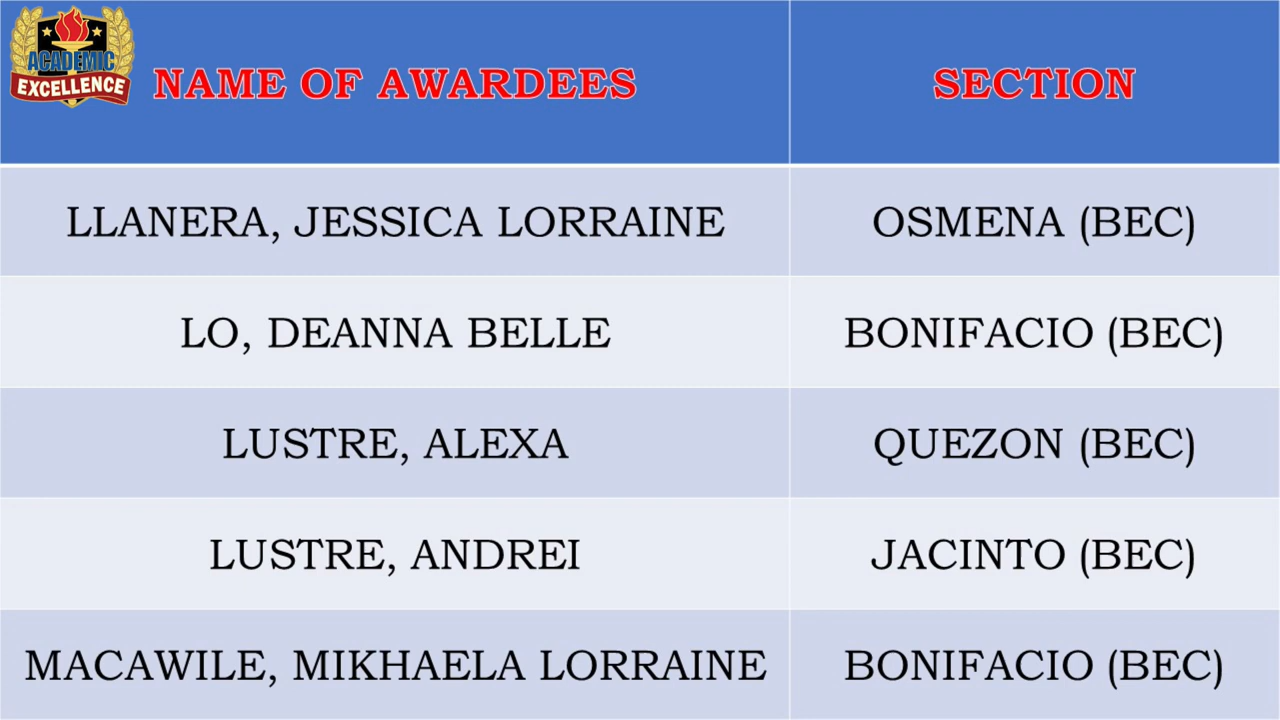 ACADEMIC
EXCELLENCE
NAME OF AWARDEES SECTION
LLANERA, JESSICA LORRAINE OSMENA (BEC)
LO, DEANNA BELLE BONIFACIO (BEC)
LUSTRE, ALEXA QUEZON (BEC)
LUSTRE, ANDREI JACINTO (BEC)
MACAWILE, MIKHAELA LORRAINE BONIFACIO (BEC)